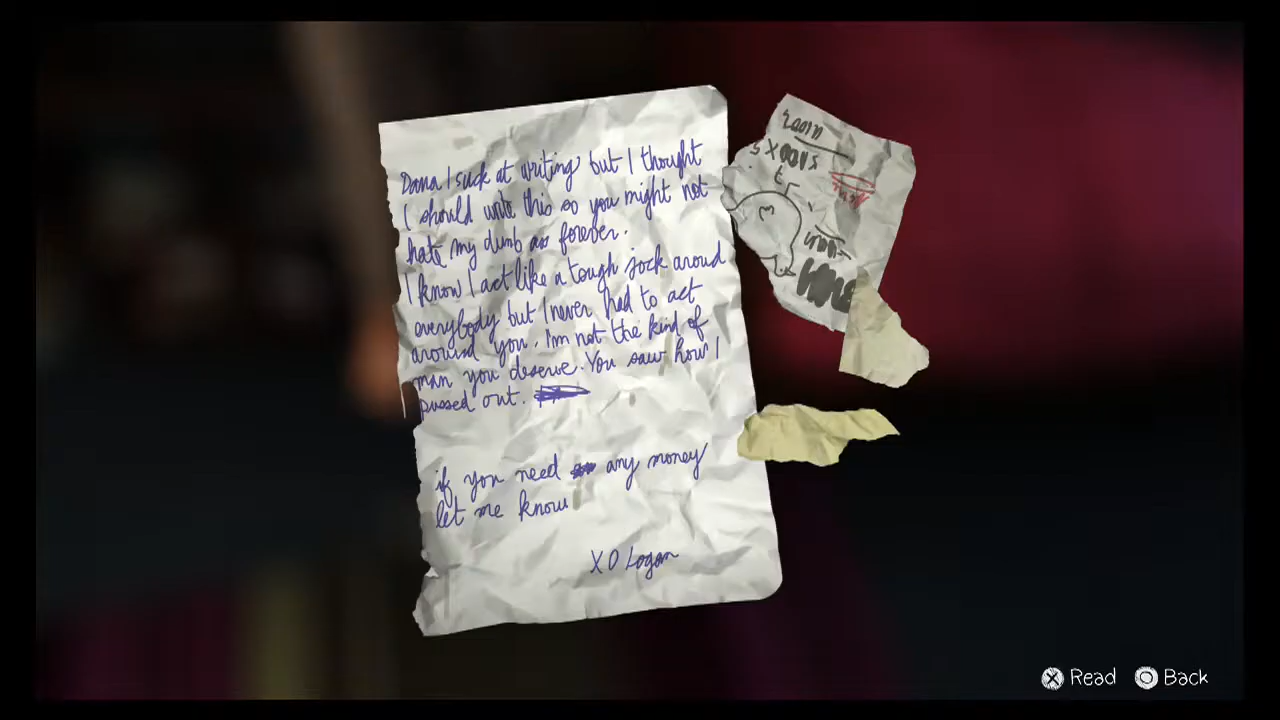 Dana I suck at writing but I thought
I should write this so you might not
hate my dumb ass forever.
I know I act like a tough jock around
everybody but I never had to act
around you. I'm not the kind of
man you deserve. You saw how I
pussed out.
if you need any money
let me know
XO Logan
room
Read
Back